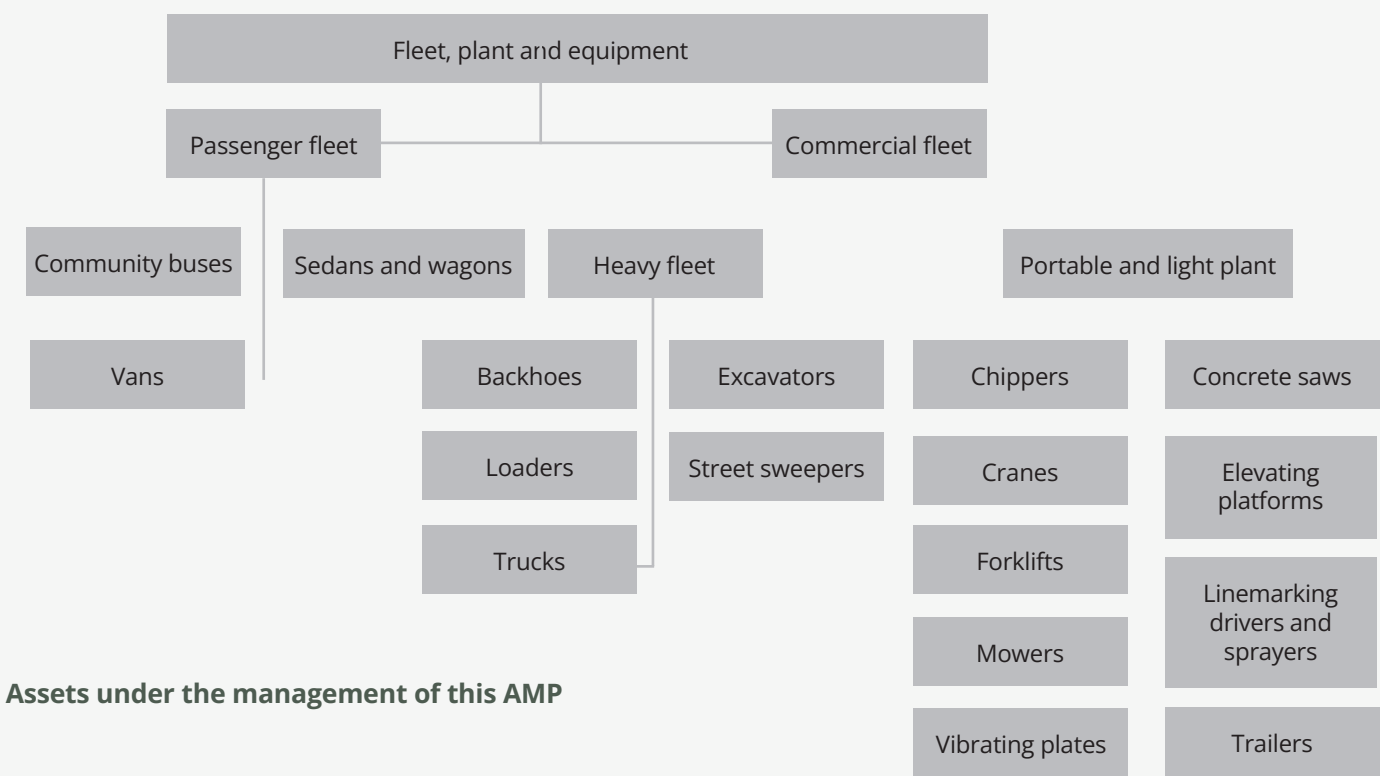 Fleet, plant and equipment
Passenger fleet
Commercial fleet
Community buses
Sedans and wagons
Heavy fleet
Portable and light plant
Vans
Backhoes
Excavators
Chippers
Concrete saws
Loaders
Street sweepers
Cranes
Elevating
platforms
Trucks
Forklifts
Linemarking
drivers and
sprayers
Mowers
Assets under the management of this AMP
Vibrating plates
Trailers